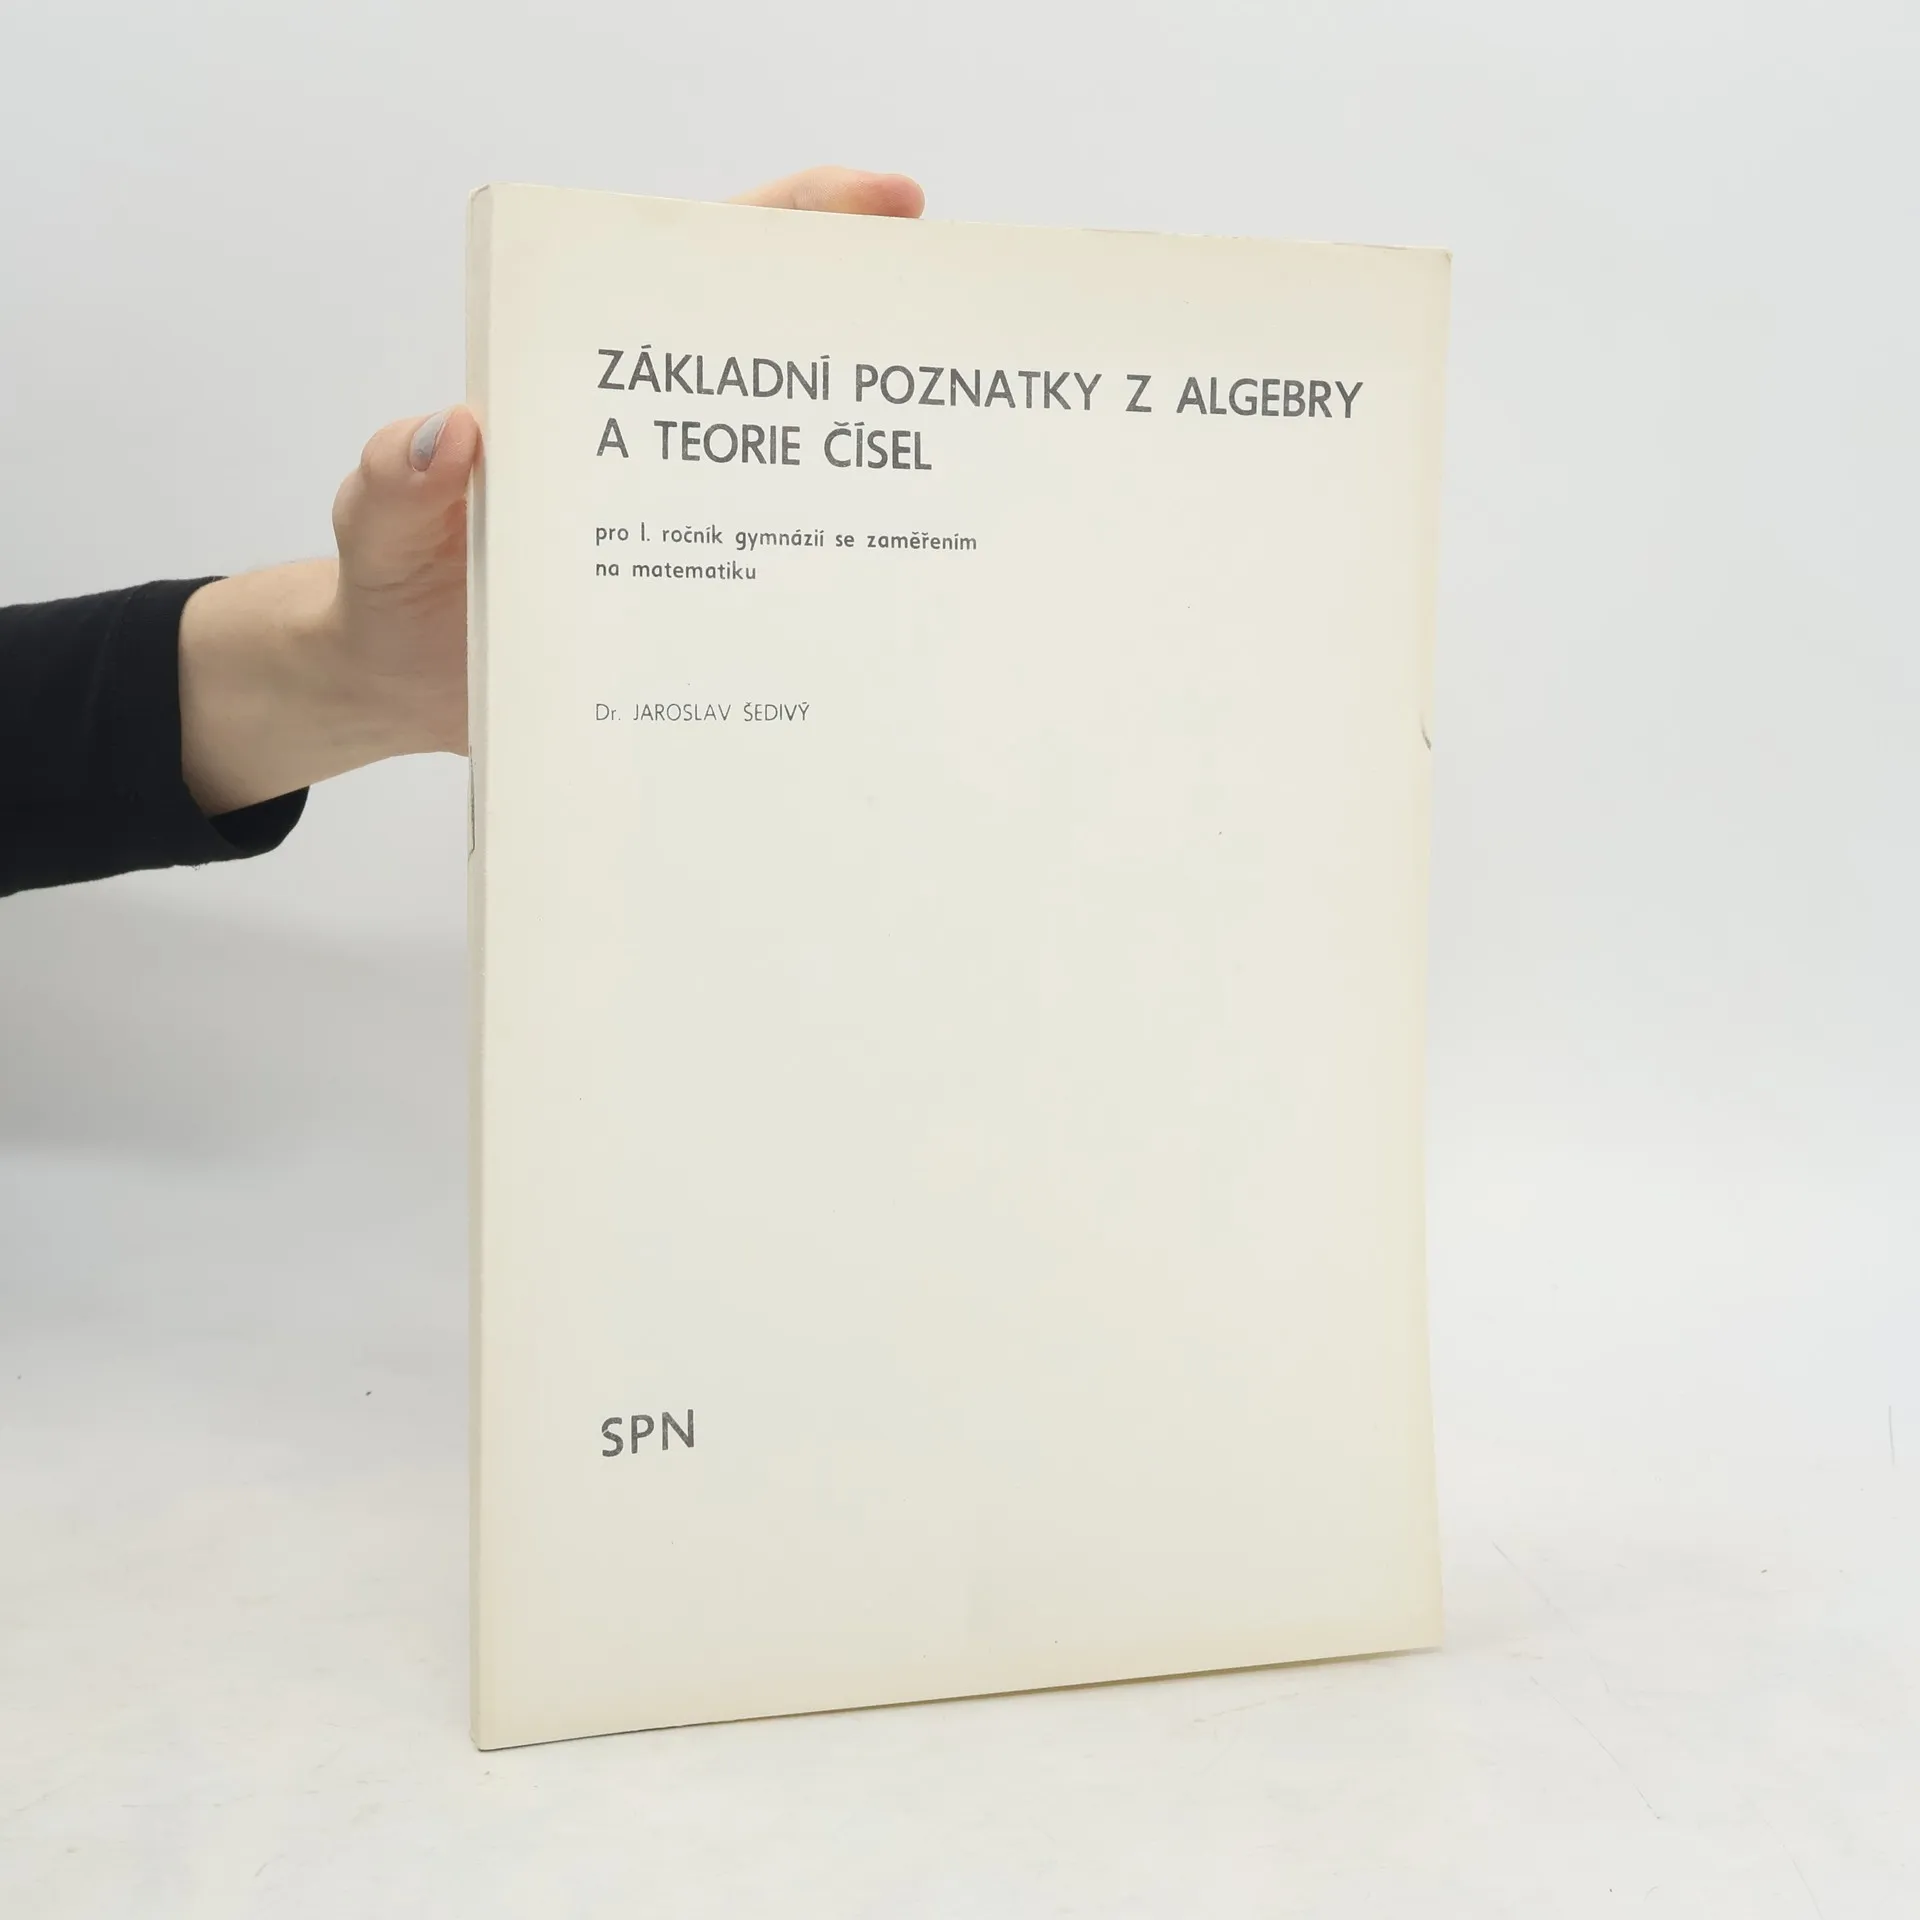 ZÁKLADNÍ POZNATKY Z ALGEBRY
A TEORIE ČÍSEL
pro I. ročník gymnázií se zaměřením
na matematiku
Dr. JAROSLAV ŠEDIVÝ
SPN